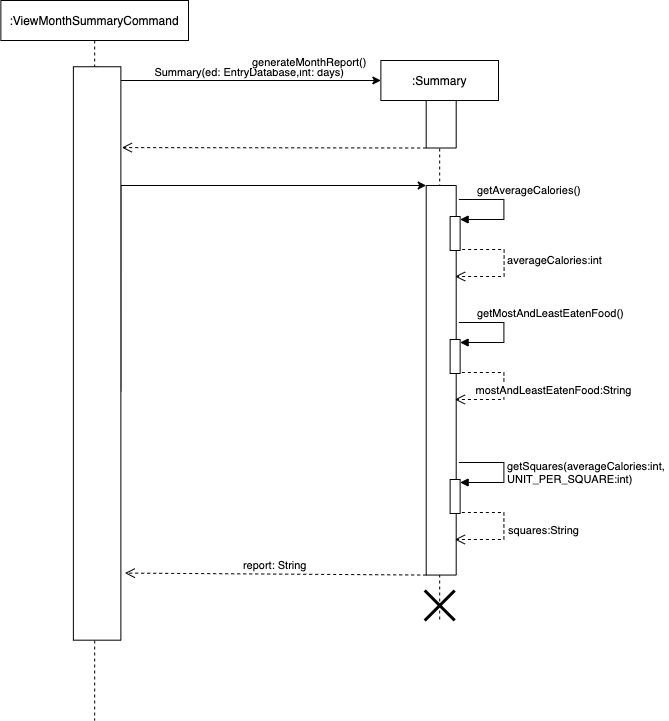 :ViewMonthSummaryCommand
generateMonthReport()
Summary(ed: EntryDatabase,int: days)
:Summary
getAverageCalories()
averageCalories:int
getMostAndLeastEatenFood()
mostAndLeastEatenFood:String
getSquares(averageCalories:int,
UNIT_PER_SQUARE:int)
squares:String
report: String